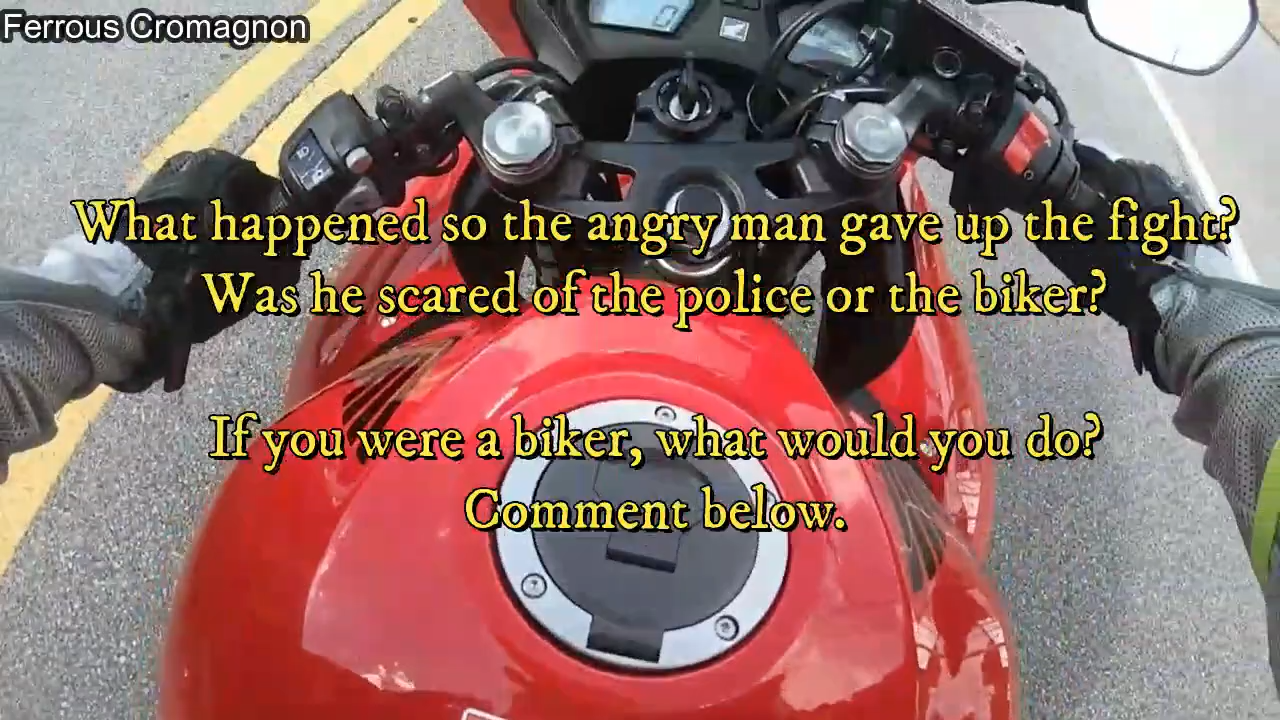 Ferrous Cromagnon
What happened so the angry man gave up the fight?
Was he scared of the police or the biker?
If you were a biker, what would you do?
Comment below.